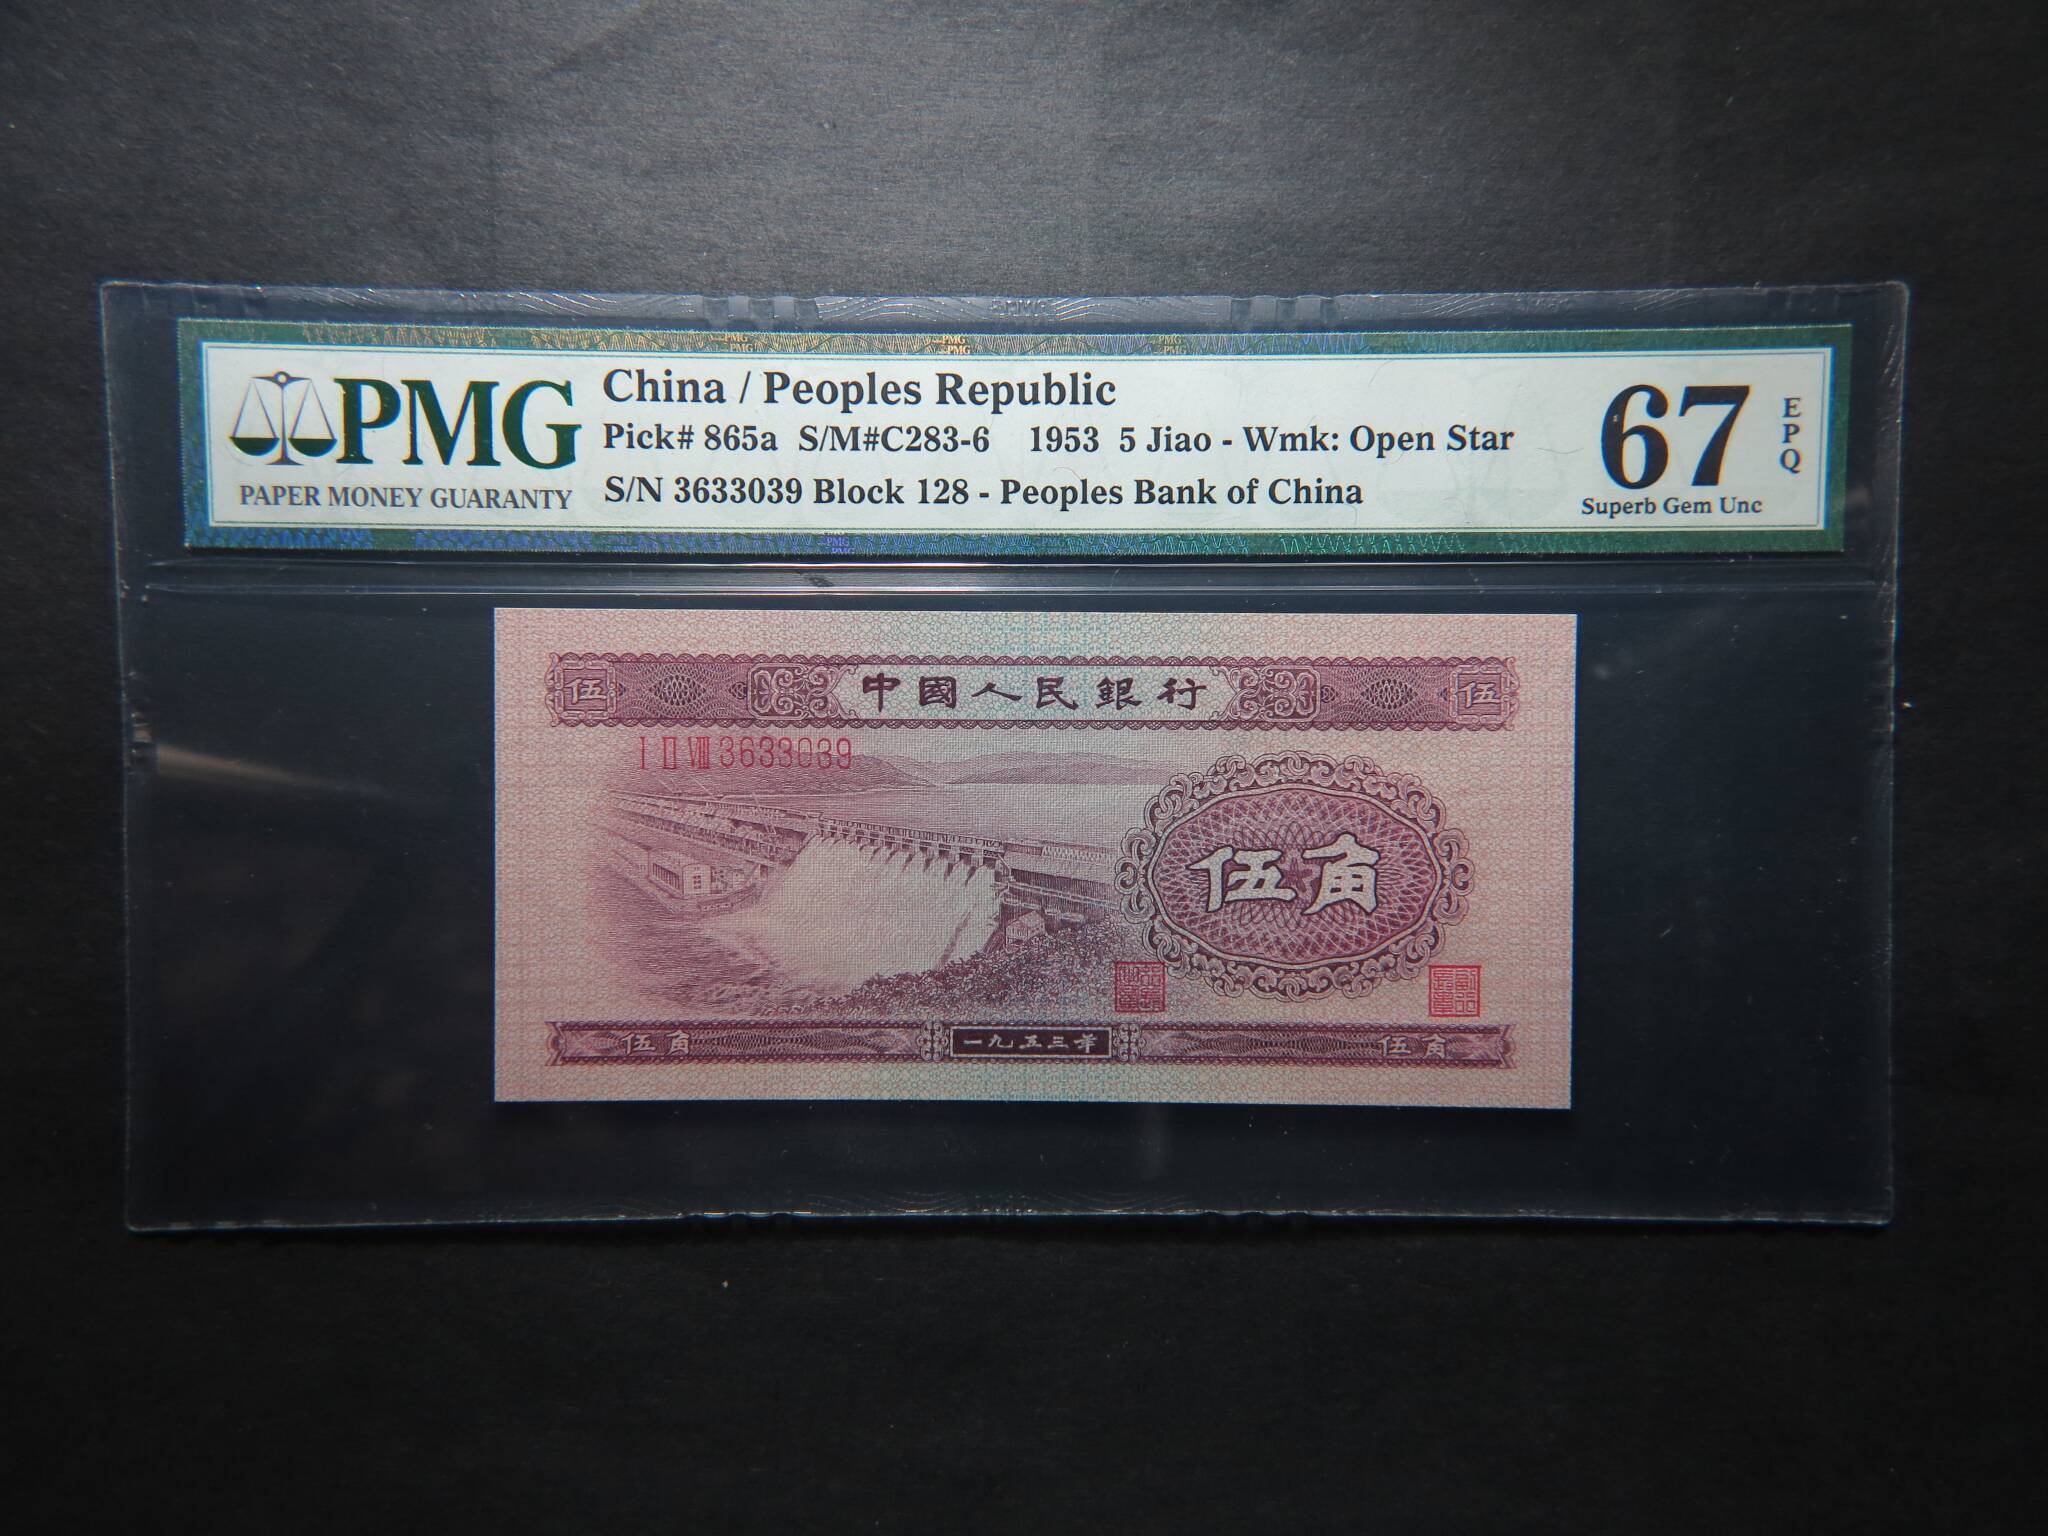 PMG
PAPER MONEY GUARANTY
China / Peoples Republic
Pick# 865a S/M#C283-6 1953 5 Jiao - Wmk: Open Star
S/N 3633039 Block 128 - Peoples Bank of China
67
EPQ
Superb Gem Unc
伍 中國人民銀行 伍
I II VIII 3633039
伍角
伍角 一九五三年 伍角